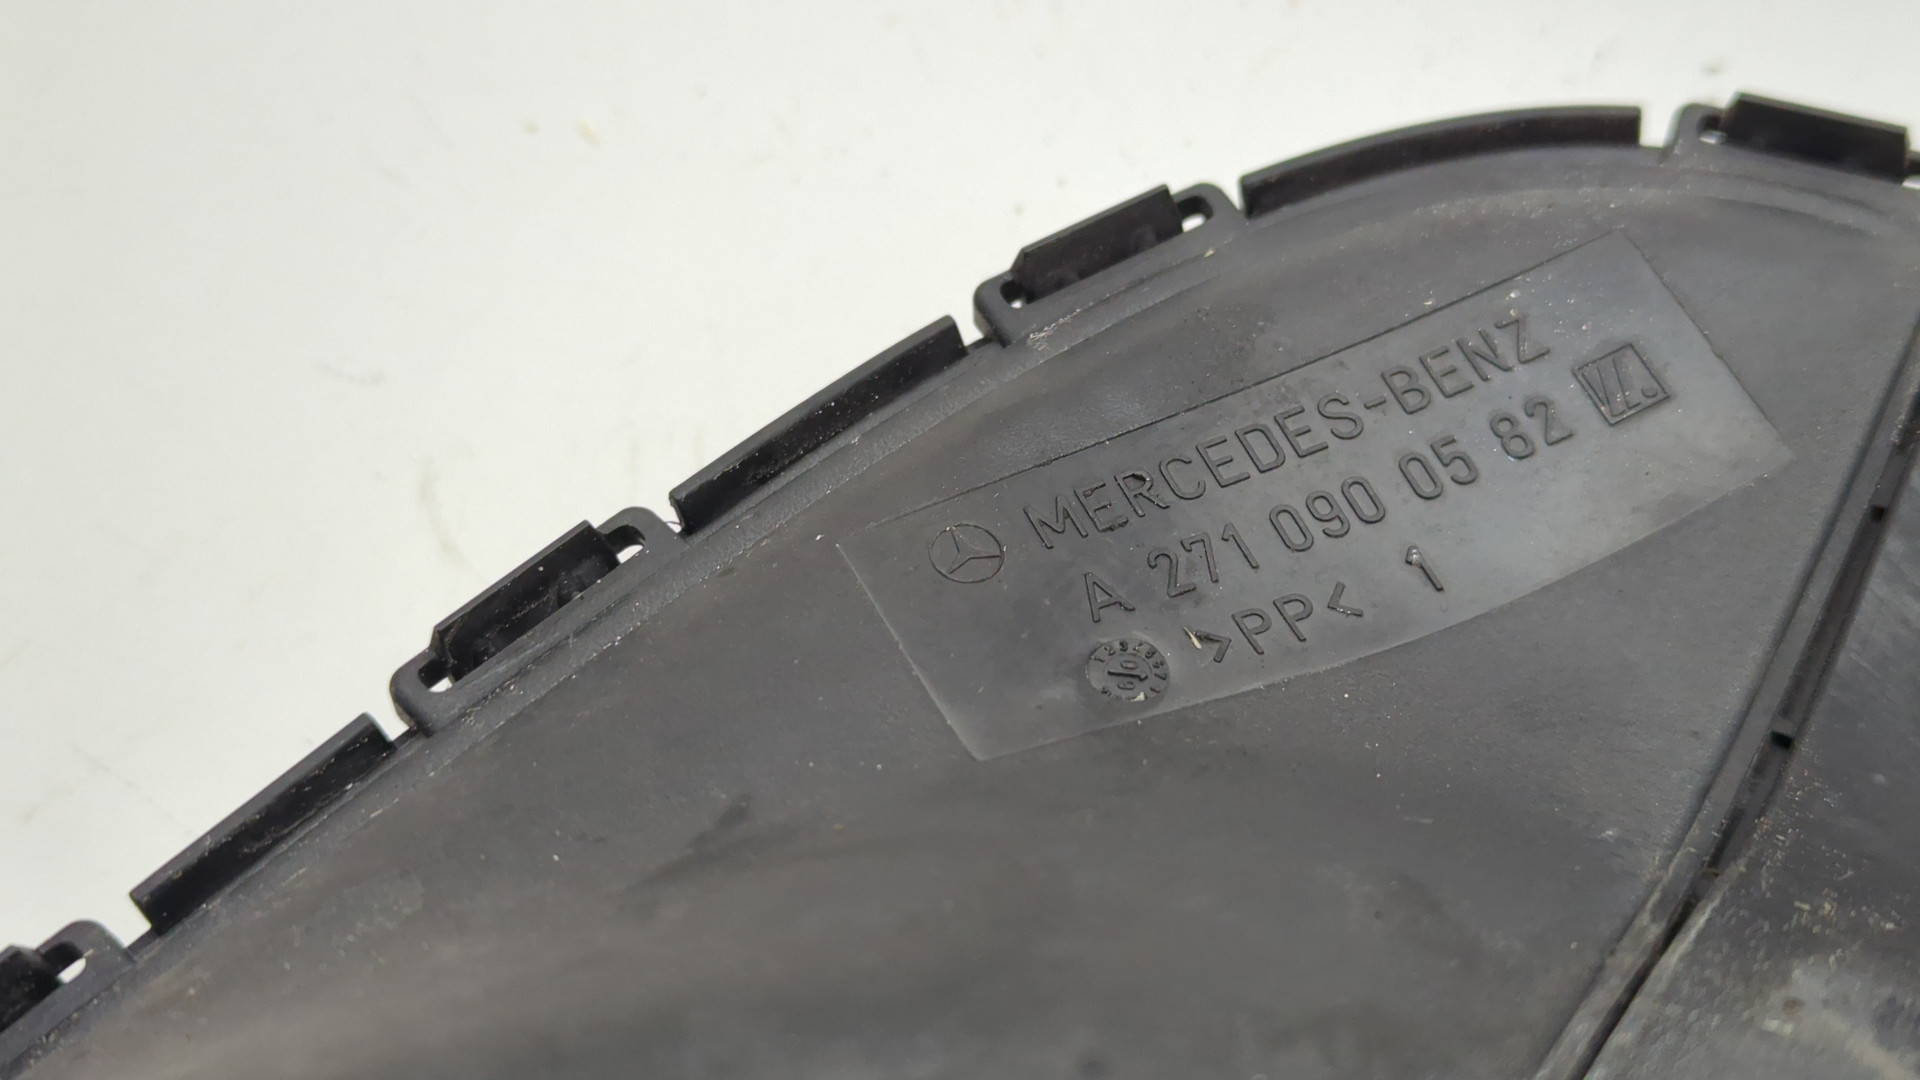 MERCEDES-BENZ
A 271 090 05 82
>PP< 1